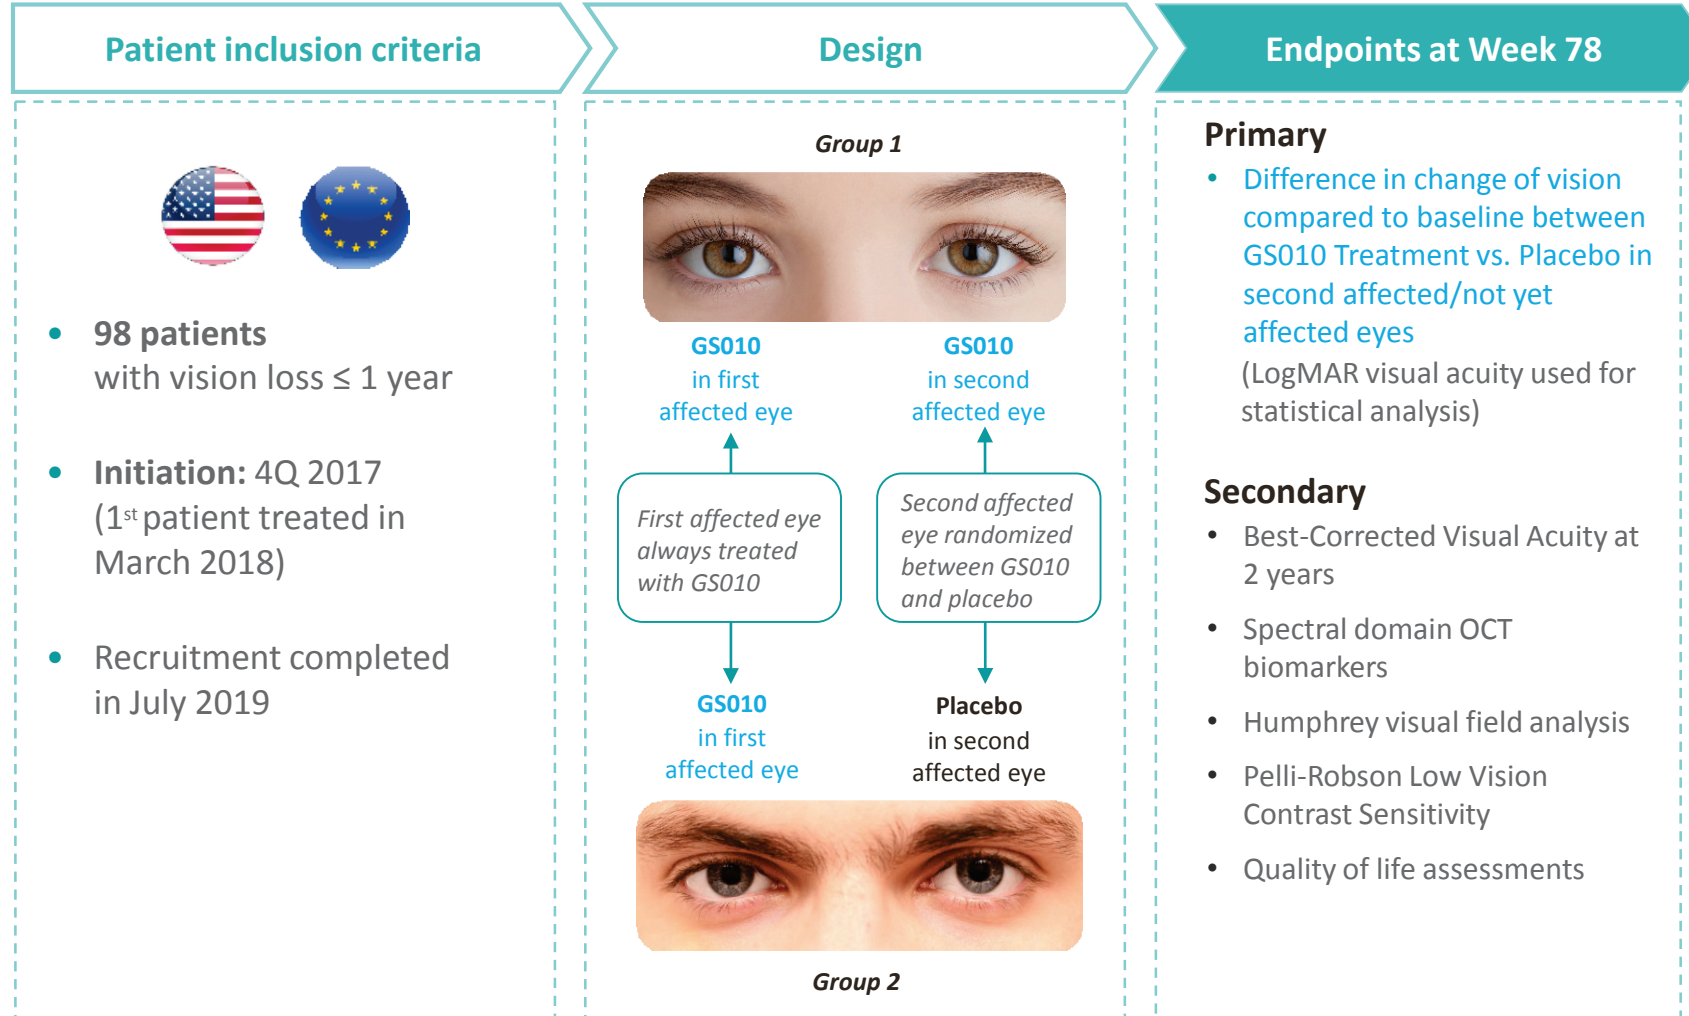 Patient inclusion criteria
Design
Endpoints at Week 78
• 98 patients
with vision loss ≤ 1 year
• Initiation: 4Q 2017
(1st patient treated in
March 2018)
• Recruitment completed
in July 2019
Group 1
GS010
in first
affected eye
GS010
in second
affected eye
First affected eye
always treated
with GS010
Second affected
eye randomized
between GS010
and placebo
GS010
in first
affected eye
Placebo
in second
affected eye
Group 2
Primary
• Difference in change of vision
compared to baseline between
GS010 Treatment vs. Placebo in
second affected/not yet
affected eyes
(LogMAR visual acuity used for
statistical analysis)
Secondary
• Best-Corrected Visual Acuity at
2 years
• Spectral domain OCT
biomarkers
• Humphrey visual field analysis
• Pelli-Robson Low Vision
Contrast Sensitivity
• Quality of life assessments